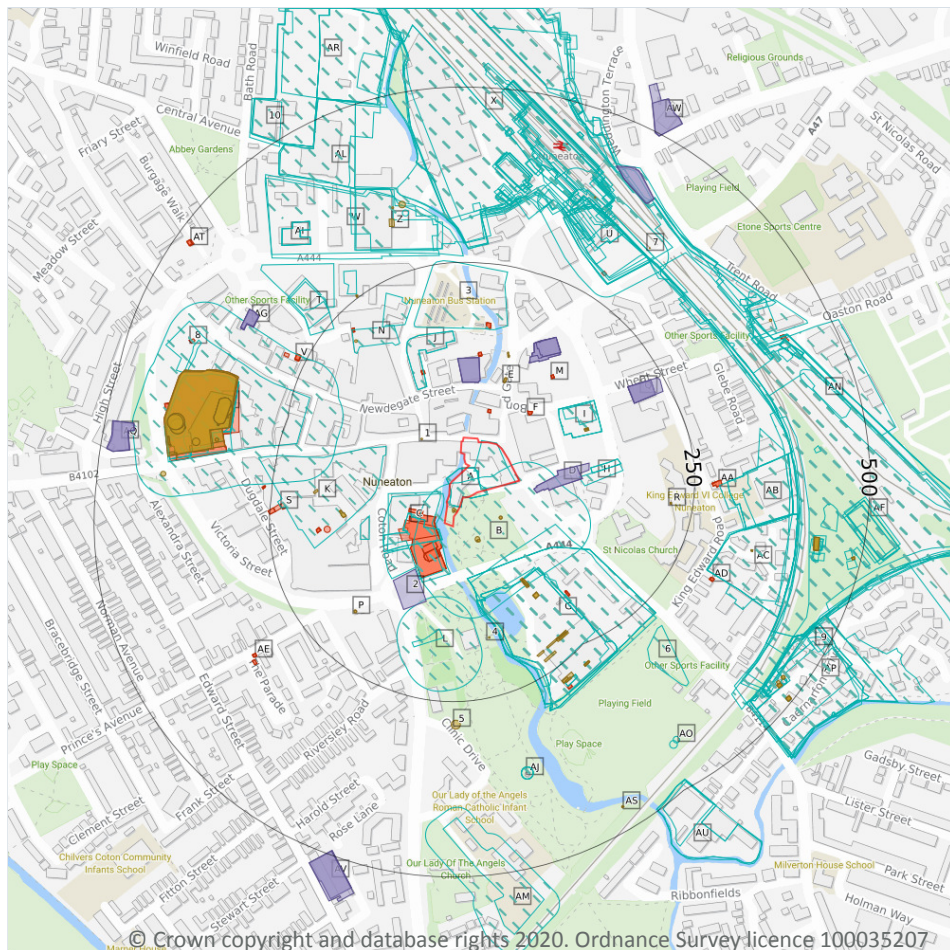 Winfield Road
Bath Road
AR
X
Religious Grounds
AW
A47
St Nicolas Road
10
Central Avenue
Friary Street
Abbey Gardens
Burgage Walk
AL
Nuneaton
Playing Field
Meadow Street
AT
AI
W
Z
U
7
Etone Sports Centre
A444
Trent Road
Oaston Road
3
Nuneaton Bus Station
Other Sports Facility
T
AG
8
N
J
V
Other Sports Facility
Glebe Road
High Street
E
M
Wheat Street
AN
Newdegate Street
Bond Gate
F
I
1
250
500
B4102
A
H
Nuneaton
K
S
R
King Edward VI College
Nuneaton
AA
AB
AF
Dugdale Street
Coton Road
B
Alexandra Street
Victoria Street
A444
St Nicolas Church
King Edward Road
AC
AD
2
P
G
L
4
6
Other Sports Facility
9
AP
AE
The Parade
Norman Avenue
Bracebridge Street
Edward Street
Playing Field
Prince's Avenue
Riversley Road
5
Clinic Drive
Play Space
AO
AJ
Gadsby Street
Play Space
Frank Street
Harold Street
Rose Lane
Our Lady of the Angels
Roman Catholic Infant
School
AS
Lister Street
Clement Street
AU
Chilvers Coton Community
Infants School
Fitton Street
Stewart Street
Our Lady Of The Angels
Church
AM
Milverton House School
Park Street
Ribbonfields
Holman Way
© Crown copyright and database rights 2020. Ordnance Survey licence 100035207